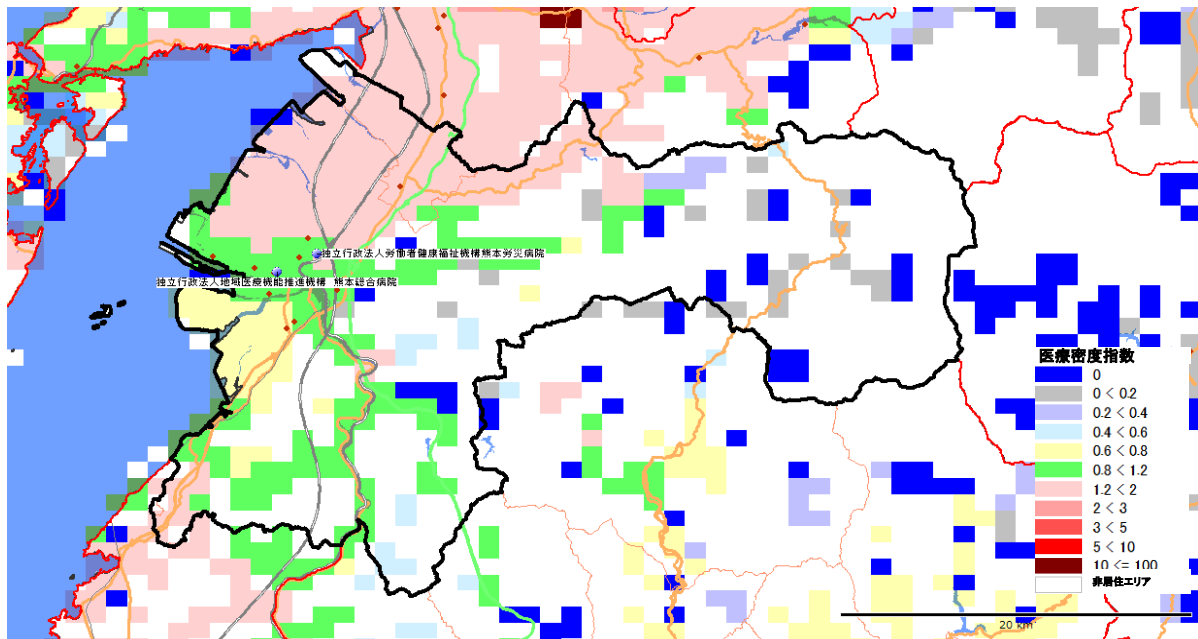 独立行政法人労働者健康福祉機構熊本労災病院
独立行政法人地域医療機能推進機構　熊本総合病院
医療密度指数
0
0 < 0.2
0.2 < 0.4
0.4 < 0.6
0.6 < 0.8
0.8 < 1.2
1.2 < 2
2 < 3
3 < 5
5 < 10
10 <= 100
非居住エリア
20 km